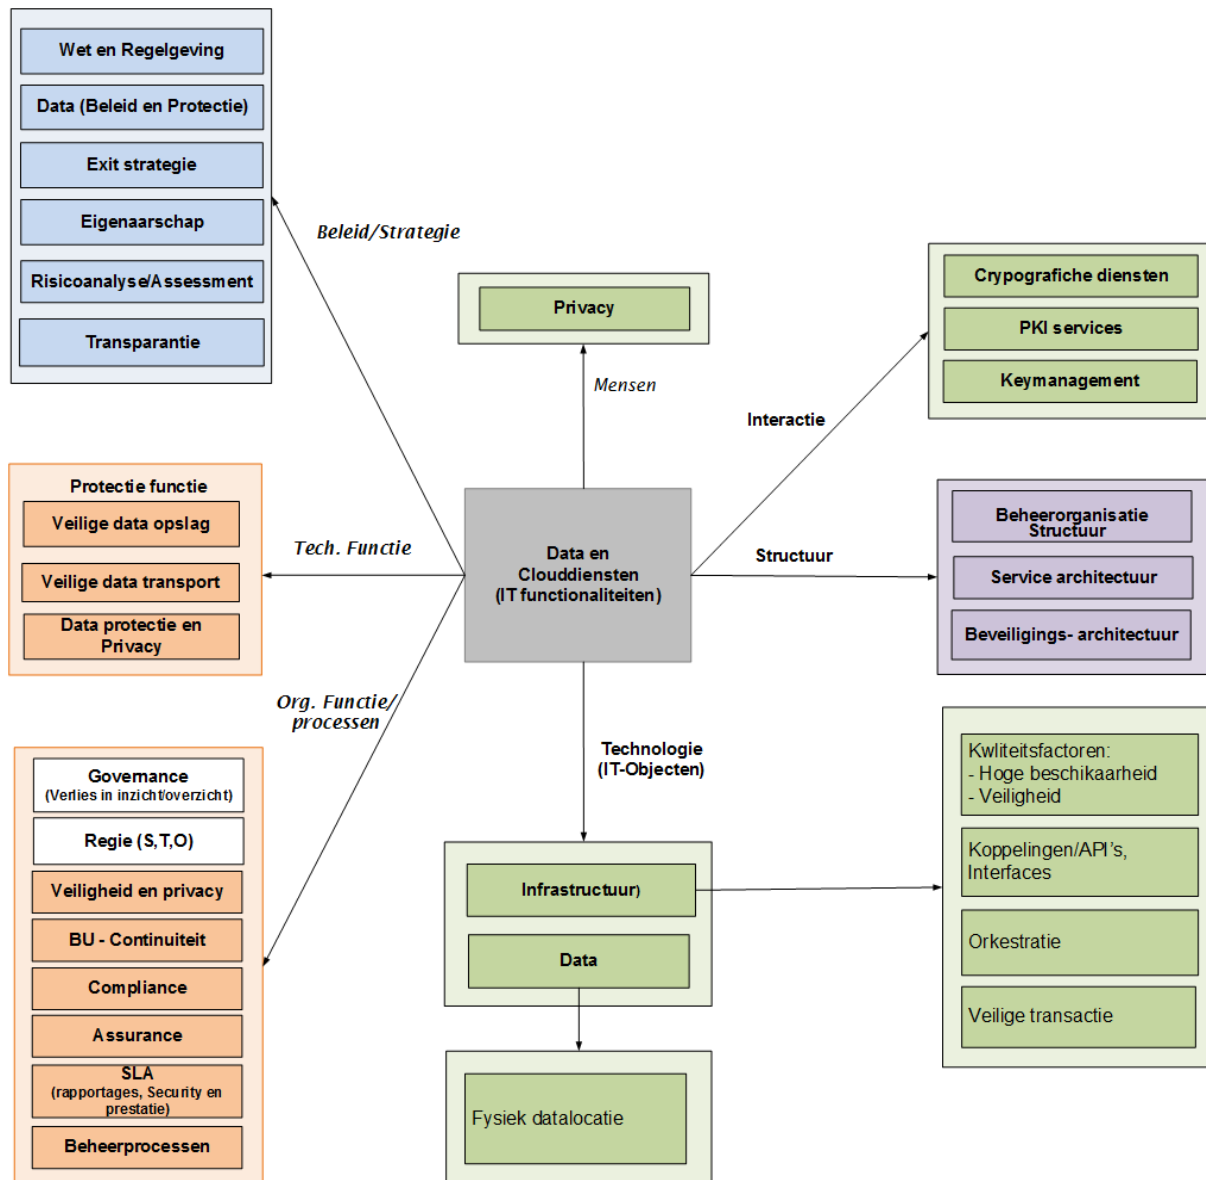 Wet en Regelgeving
Data (Beleid en Protectie)
Exit strategie
Eigenaarschap
Risicoanalyse/Assessment
Transparantie
Beleid/Strategie
Privacy
Mensen
Crypografiche diensten
PKI services
Keymanagement
Interactie
Protectie functie
Veilige data opslag
Veilige data transport
Data protectie en
Privacy
Tech. Functie
Data en
Clouddiensten
(IT functionaliteiten)
Structuur
Beheerorganisatie
Structuur
Service architectuur
Beveiligings- architectuur
Org. Functie/
processen
Governance
(Verlies in inzicht/overzicht)
Regie (S,T,O)
Veiligheid en privacy
BU - Continuiteit
Compliance
Assurance
SLA
(rapportages, Security en
prestatie)
Beheerprocessen
Technologie
(IT-Objecten)
Infrastructuur)
Data
Fysiek datalocatie
Kwliteitsfactoren:
- Hoge beschikaarheid
- Veiligheid
Koppelingen/API's,
Interfaces
Orkestratie
Veilige transactie